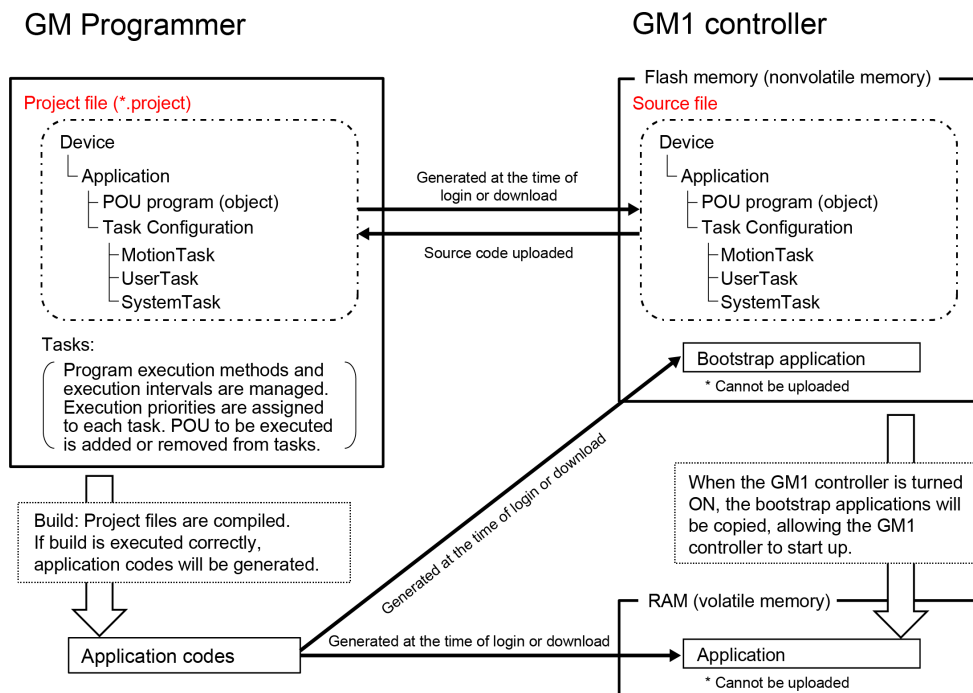 GM Programmer
GM1 controller
Project file (*.project)
Device
Application
POU program (object)
Task Configuration
MotionTask
UserTask
SystemTask
Tasks:
Program execution methods and
execution intervals are managed.
Execution priorities are assigned
to each task. POU to be executed
is added or removed from tasks.
Generated at the time of
login or download
Source code uploaded
Flash memory (nonvolatile memory)
Source file
Device
Application
POU program (object)
Task Configuration
MotionTask
UserTask
SystemTask
Bootstrap application
* Cannot be uploaded
Build: Project files are compiled.
If build is executed correctly,
application codes will be generated.
Generated at the time of login or download
When the GM1 controller is turned
ON, the bootstrap applications will
be copied, allowing the GM1
controller to start up.
Application codes
Generated at the time of login or download
RAM (volatile memory)
Application
* Cannot be uploaded